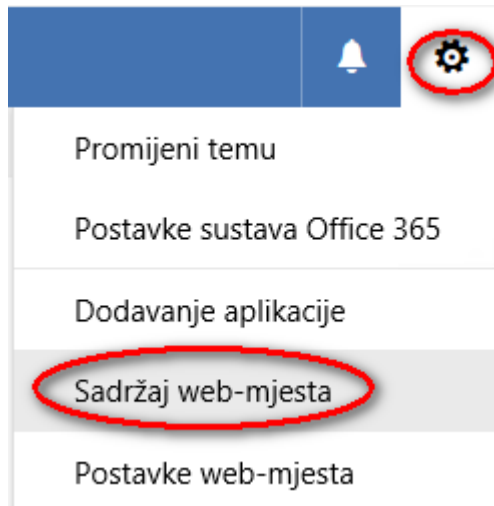 Promijeni temu
Postavke sustava Office 365
Dodavanje aplikacije
Sadržaj web-mjesta
Postavke web-mjesta